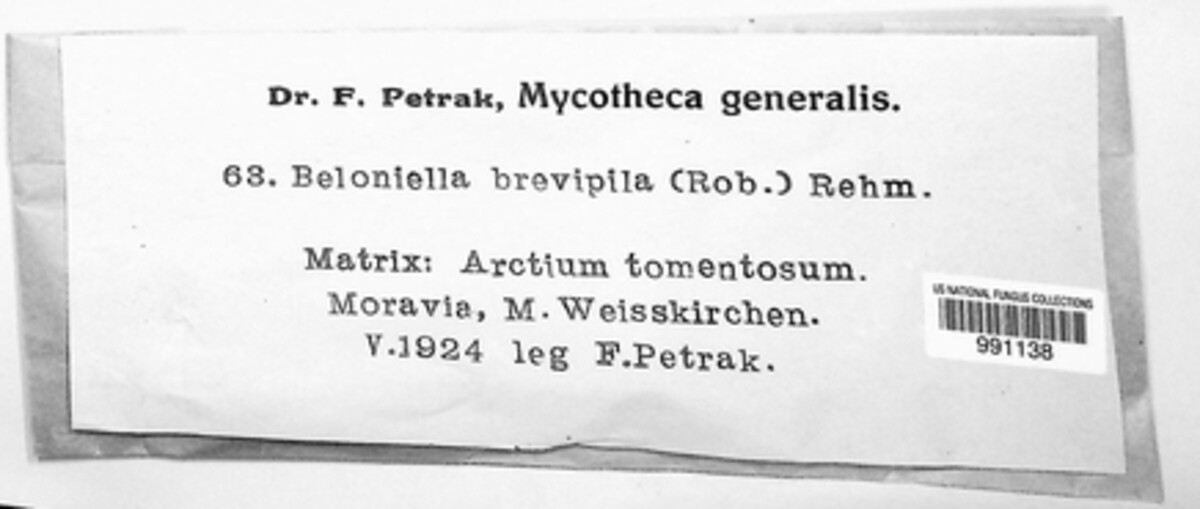 Dr. F. Petrak, Mycotheca generalis.
63. Beloniella brevipila (Rob.) Rehm.
Matrix: Arctium tomentosum.
Moravia, M. Weisskirchen.
V.1924 leg F.Petrak.
US NATIONAL FUNGUS COLLECTIONS
991138